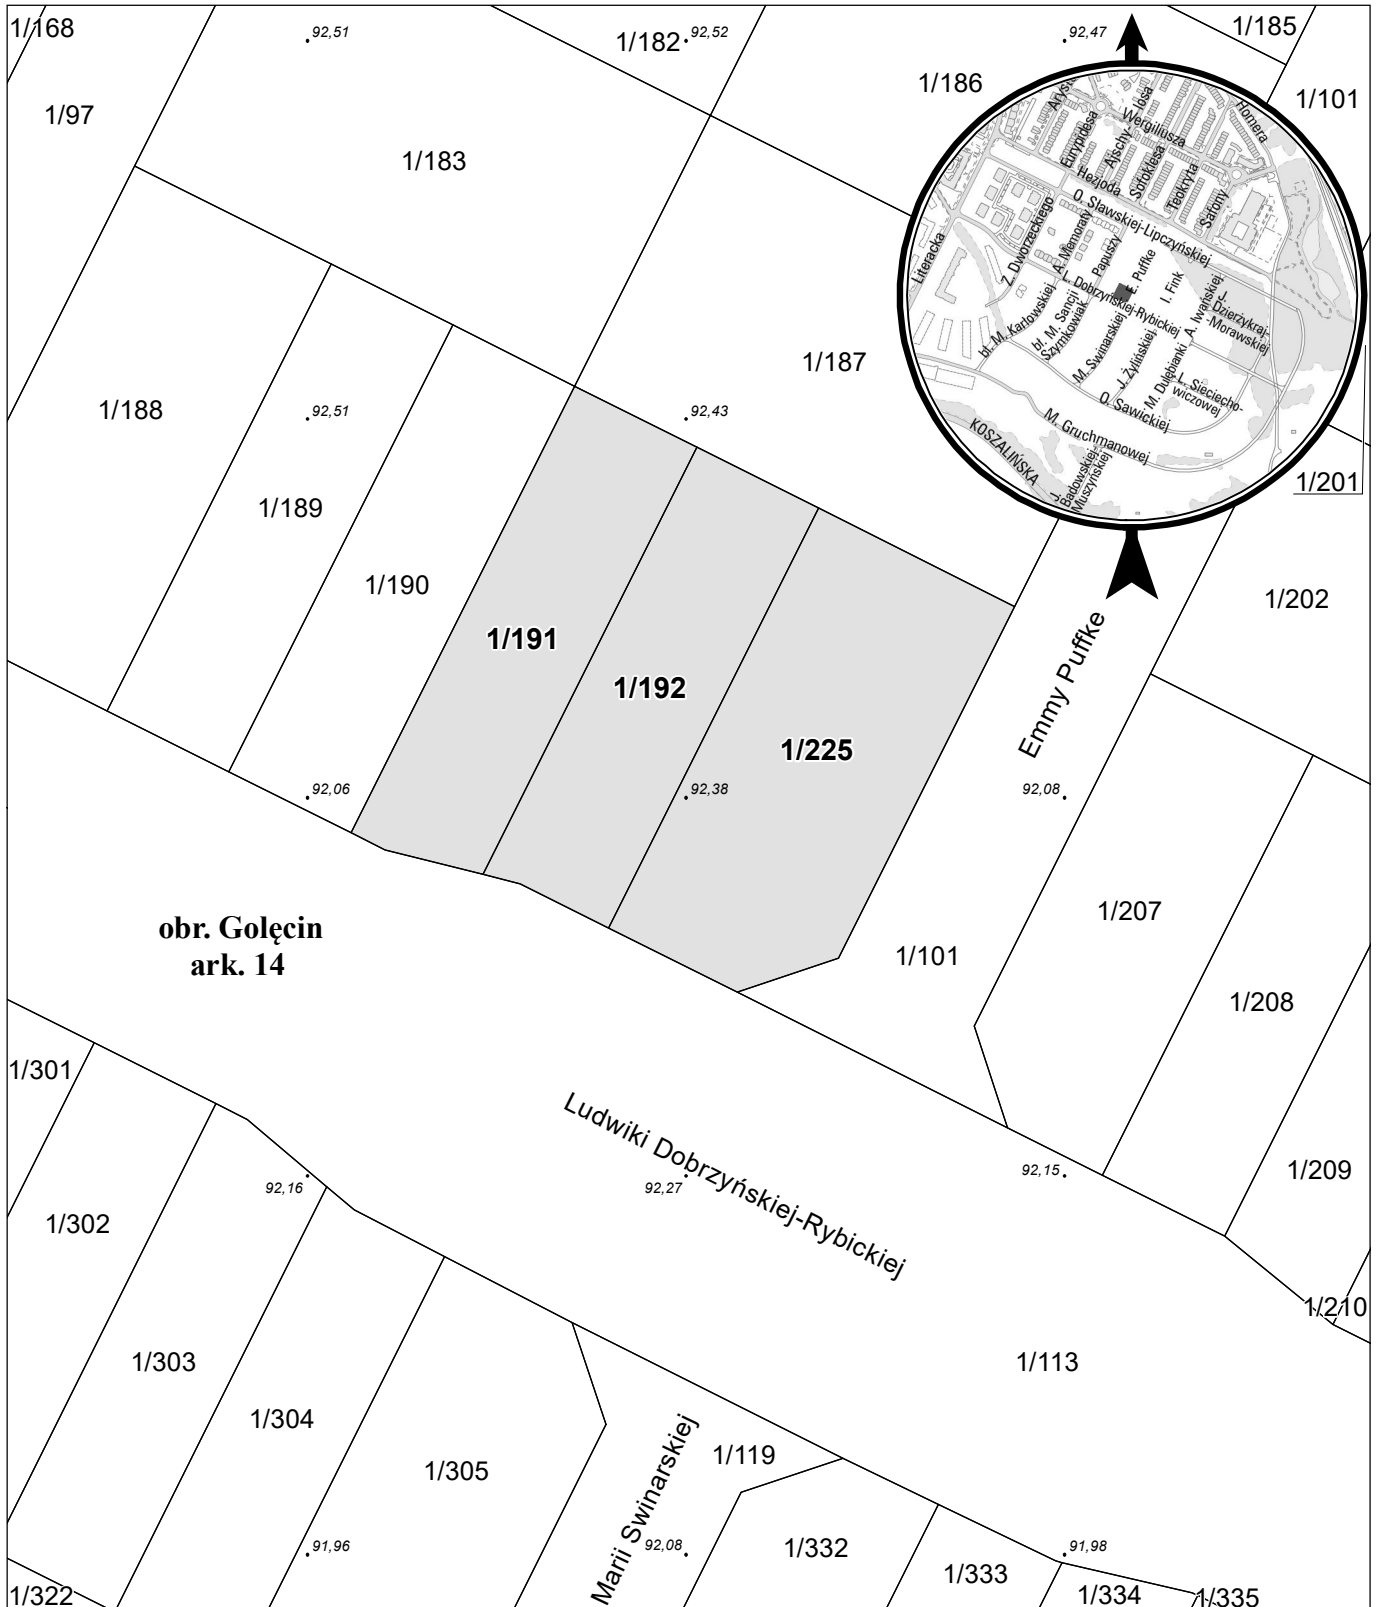 1/168
92,51
1/182
92,52
92,47
1/185
1/97
1/186
1/101
1/183
Homera
Wergiliusza
Eurypidesa
Ajschy-
losa
Sofoklesa
Hezjoda
Teokryta
Safony
O. Sławskiej-Lipczyńskiej
Literacka
Z. Dworzeckiego
A. Memoraty
Papuszy
E. Puffke
I. Fink
L. Dobrzyńskiej-Rybickiej
A. Iwańskiej
J.
Dzierżykraj-
-Morawskiej
bł. M. Karłowskiej
bł. M. Sancji
Szymkowiak
M. Swinarskiej
J. Żylińskiej
M. Dulębianki
L. Sieciecho-
wiczowej
O. Sawickiej
M. Gruchmanowej
KOSZALIŃSKA
J.
Badowskiej-
Muszyńskiej
1/187
1/188
92,51
92,43
1/201
1/189
1/190
1/202
1/191
Emmy Puffke
1/192
1/225
92,06
92,38
92,08
1/207
obr. Golęcin
ark. 14
1/101
1/208
1/301
Ludwiki Dobrzyńskiej-Rybickiej
92,16
92,27
92,15
1/209
1/302
1/210
1/303
1/113
1/304
1/305
Marii Swinarskiej
1/119
91,96
92,08
1/332
91,98
1/333
1/322
1/334
1/335